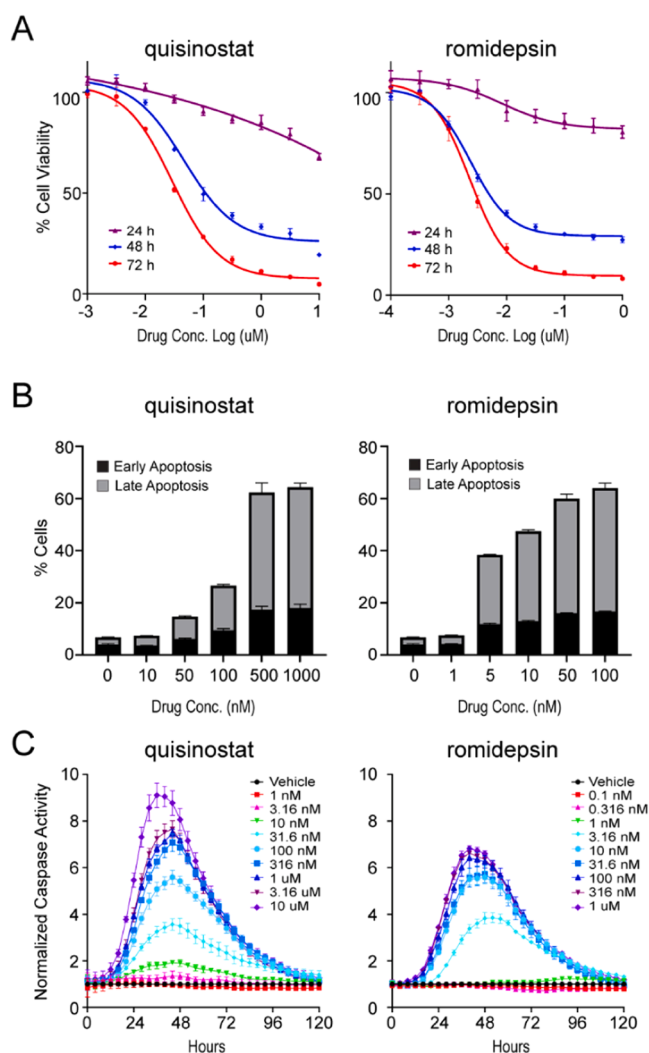 A
quisinostat
romidepsin
% Cell Viability
100
50
0
24 h
48 h
72 h
-3 -2 -1 0 1
Drug Conc. Log (uM)
100
50
0
24 h
48 h
72 h
-4 -3 -2 -1 0
Drug Conc. Log (uM)
B
quisinostat
romidepsin
% Cells
80
60
40
20
0
Early Apoptosis
Late Apoptosis
0 10 50 100 500 1000
Drug Conc. (nM)
80
60
40
20
0
Early Apoptosis
Late Apoptosis
0 1 5 10 50 100
Drug Conc. (nM)
C
quisinostat
romidepsin
Normalized Caspase Activity
10
8
6
4
2
0
Vehicle
1 nM
3.16 nM
10 nM
31.6 nM
100 nM
316 nM
1 uM
3.16 uM
10 uM
0 24 48 72 96 120
Hours
10
8
6
4
2
0
Vehicle
0.1 nM
0.316 nM
1 nM
3.16 nM
10 nM
31.6 nM
100 nM
316 nM
1 uM
0 24 48 72 96 120
Hours